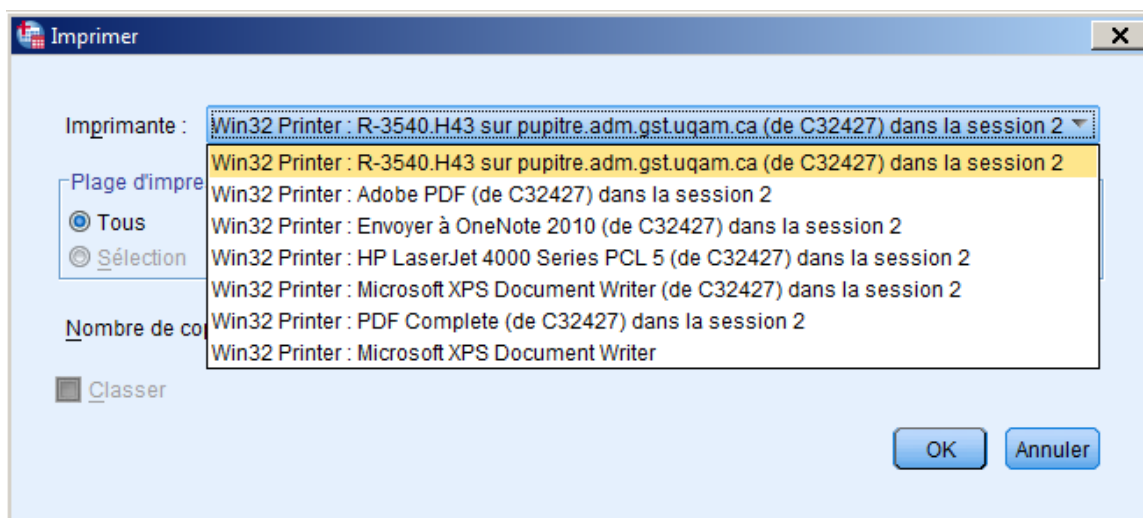 Imprimer
Imprimante :
Win32 Printer : R-3540.H43 sur pupitre.adm.gst.uqam.ca (de C32427) dans la session 2
Win32 Printer : R-3540.H43 sur pupitre.adm.gst.uqam.ca (de C32427) dans la session 2
Plage d'impre
Win32 Printer : Adobe PDF (de C32427) dans la session 2
Tous
Win32 Printer : Envoyer à OneNote 2010 (de C32427) dans la session 2
Sélection
Win32 Printer : HP LaserJet 4000 Series PCL 5 (de C32427) dans la session 2
Win32 Printer : Microsoft XPS Document Writer (de C32427) dans la session 2
Nombre de co
Win32 Printer : PDF Complete (de C32427) dans la session 2
Win32 Printer : Microsoft XPS Document Writer
Classer
OK
Annuler